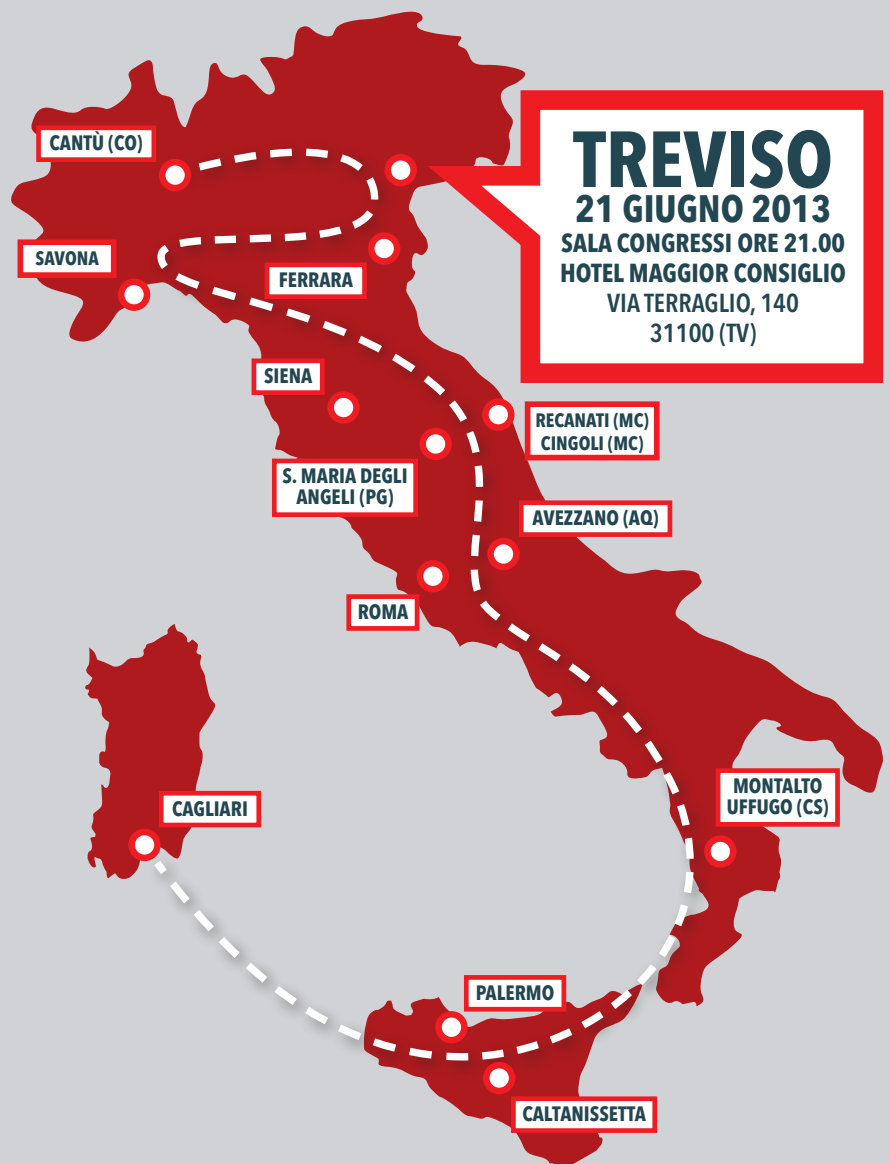 CANTÙ (CO)
TREVISO
21 GIUGNO 2013
SALA CONGRESSI ORE 21.00
HOTEL MAGGIOR CONSIGLIO
VIA TERRAGLIO, 140
31100 (TV)
SAVONA
FERRARA
SIENA
RECANATI (MC)
CINGOLI (MC)
S. MARIA DEGLI
ANGELI (PG)
AVEZZANO (AQ)
ROMA
CAGLIARI
MONTALTO
UFFUGO (CS)
PALERMO
CALTANISSETTA